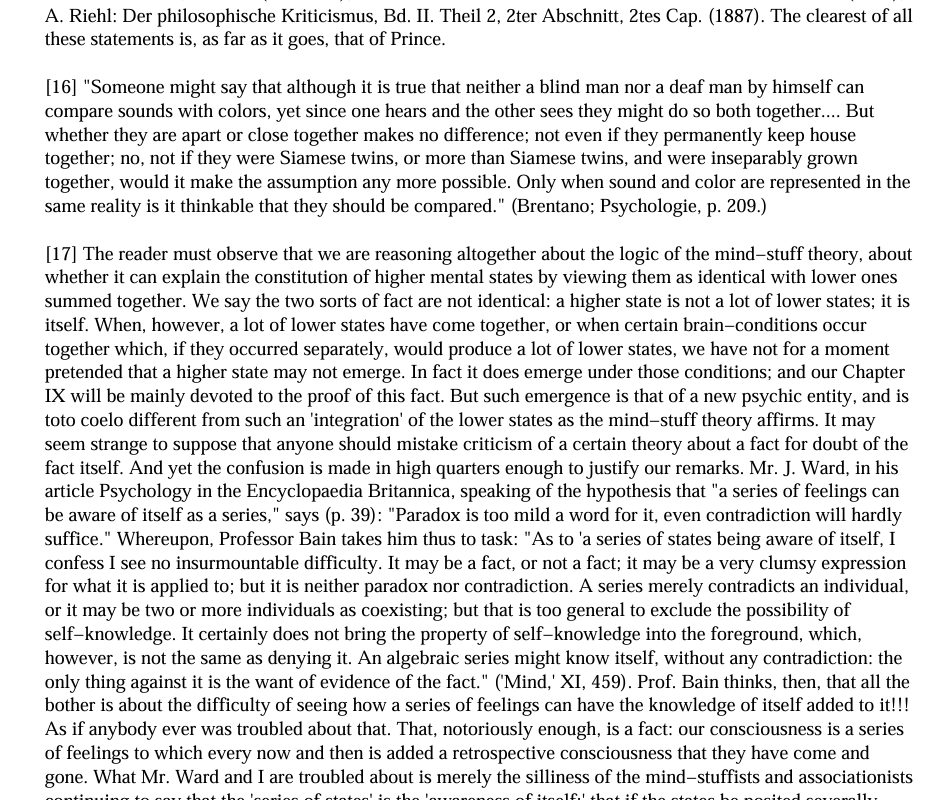 A. Riehl: Der philosophische Kriticismus, Bd. II. Theil 2, 2ter Abschnitt, 2tes Cap. (1887). The clearest of all
these statements is, as far as it goes, that of Prince.
[16] "Someone might say that although it is true that neither a blind man nor a deaf man by himself can
compare sounds with colors, yet since one hears and the other sees they might do so both together.... But
whether they are apart or close together makes no difference; not even if they permanently keep house
together; no, not if they were Siamese twins, or more than Siamese twins, and were inseparably grown
together, would it make the assumption any more possible. Only when sound and color are represented in the
same reality is it thinkable that they should be compared." (Brentano; Psychologie, p. 209.)
[17] The reader must observe that we are reasoning altogether about the logic of the mind−stuff theory, about
whether it can explain the constitution of higher mental states by viewing them as identical with lower ones
summed together. We say the two sorts of fact are not identical: a higher state is not a lot of lower states; it is
itself. When, however, a lot of lower states have come together, or when certain brain−conditions occur
together which, if they occurred separately, would produce a lot of lower states, we have not for a moment
pretended that a higher state may not emerge. In fact it does emerge under those conditions; and our Chapter
IX will be mainly devoted to the proof of this fact. But such emergence is that of a new psychic entity, and is
toto coelo different from such an 'integration' of the lower states as the mind−stuff theory affirms. It may
seem strange to suppose that anyone should mistake criticism of a certain theory about a fact for doubt of the
fact itself. And yet the confusion is made in high quarters enough to justify our remarks. Mr. J. Ward, in his
article Psychology in the Encyclopaedia Britannica, speaking of the hypothesis that "a series of feelings can
be aware of itself as a series," says (p. 39): "Paradox is too mild a word for it, even contradiction will hardly
suffice." Whereupon, Professor Bain takes him thus to task: "As to 'a series of states being aware of itself, I
confess I see no insurmountable difficulty. It may be a fact, or not a fact; it may be a very clumsy expression
for what it is applied to; but it is neither paradox nor contradiction. A series merely contradicts an individual,
or it may be two or more individuals as coexisting; but that is too general to exclude the possibility of
self−knowledge. It certainly does not bring the property of self−knowledge into the foreground, which,
however, is not the same as denying it. An algebraic series might know itself, without any contradiction: the
only thing against it is the want of evidence of the fact." ('Mind,' XI, 459). Prof. Bain thinks, then, that all the
bother is about the difficulty of seeing how a series of feelings can have the knowledge of itself added to it!!!
As if anybody ever was troubled about that. That, notoriously enough, is a fact: our consciousness is a series
of feelings to which every now and then is added a retrospective consciousness that they have come and
gone. What Mr. Ward and I are troubled about is merely the silliness of the mind−stuffists and associationists
continuing to say that the 'series of states' is the 'awareness of itself;' that if the states be posited severally,